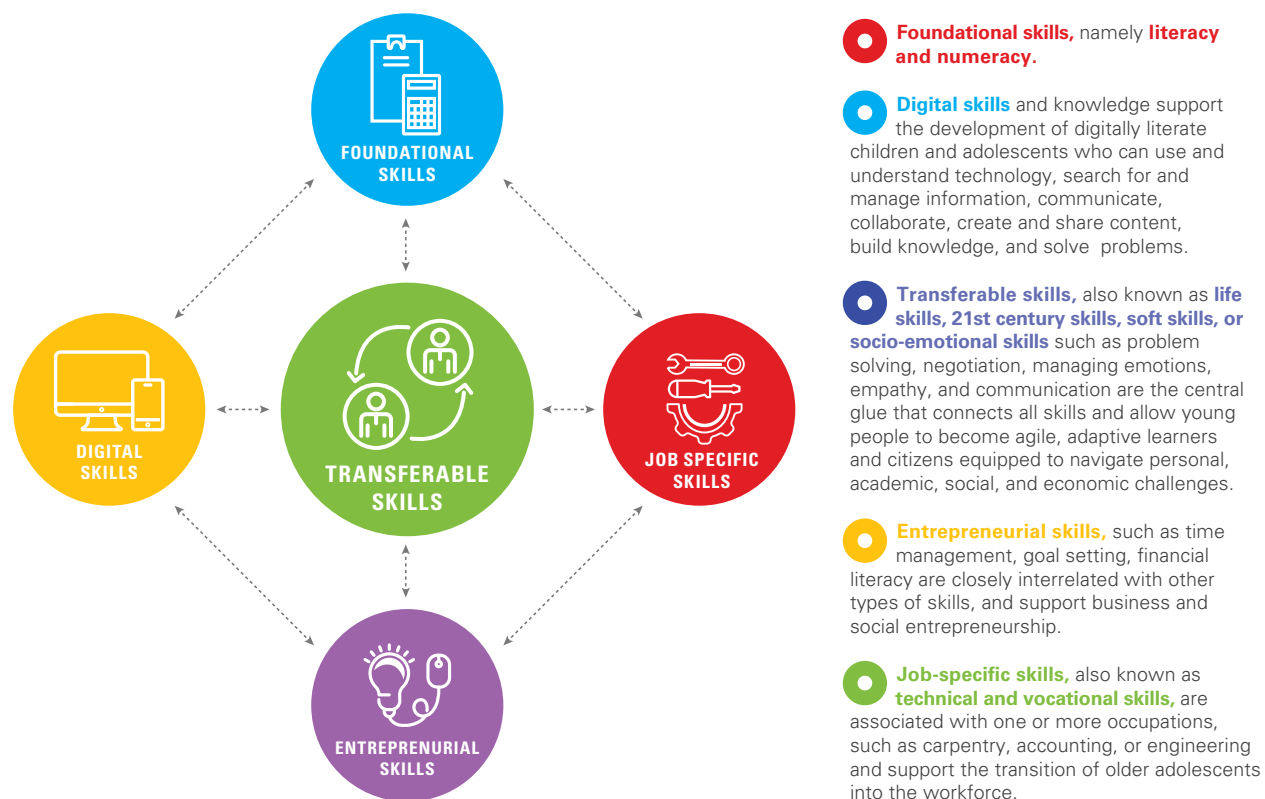 FOUNDATIONAL
SKILLS
DIGITAL
SKILLS
TRANSFERABLE
SKILLS
JOB SPECIFIC
SKILLS
ENTREPRENURIAL
SKILLS
Foundational skills, namely literacy
and numeracy.
Digital skills and knowledge support
the development of digitally literate
children and adolescents who can use and
understand technology, search for and
manage information, communicate,
collaborate, create and share content,
build knowledge, and solve problems.
Transferable skills, also known as life
skills, 21st century skills, soft skills, or
socio-emotional skills such as problem
solving, negotiation, managing emotions,
empathy, and communication are the central
glue that connects all skills and allow young
people to become agile, adaptive learners
and citizens equipped to navigate personal,
academic, social, and economic challenges.
Entrepreneurial skills, such as time
management, goal setting, financial
literacy are closely interrelated with other
types of skills, and support business and
social entrepreneurship.
Job-specific skills, also known as
technical and vocational skills, are
associated with one or more occupations,
such as carpentry, accounting, or engineering
and support the transition of older adolescents
into the workforce.